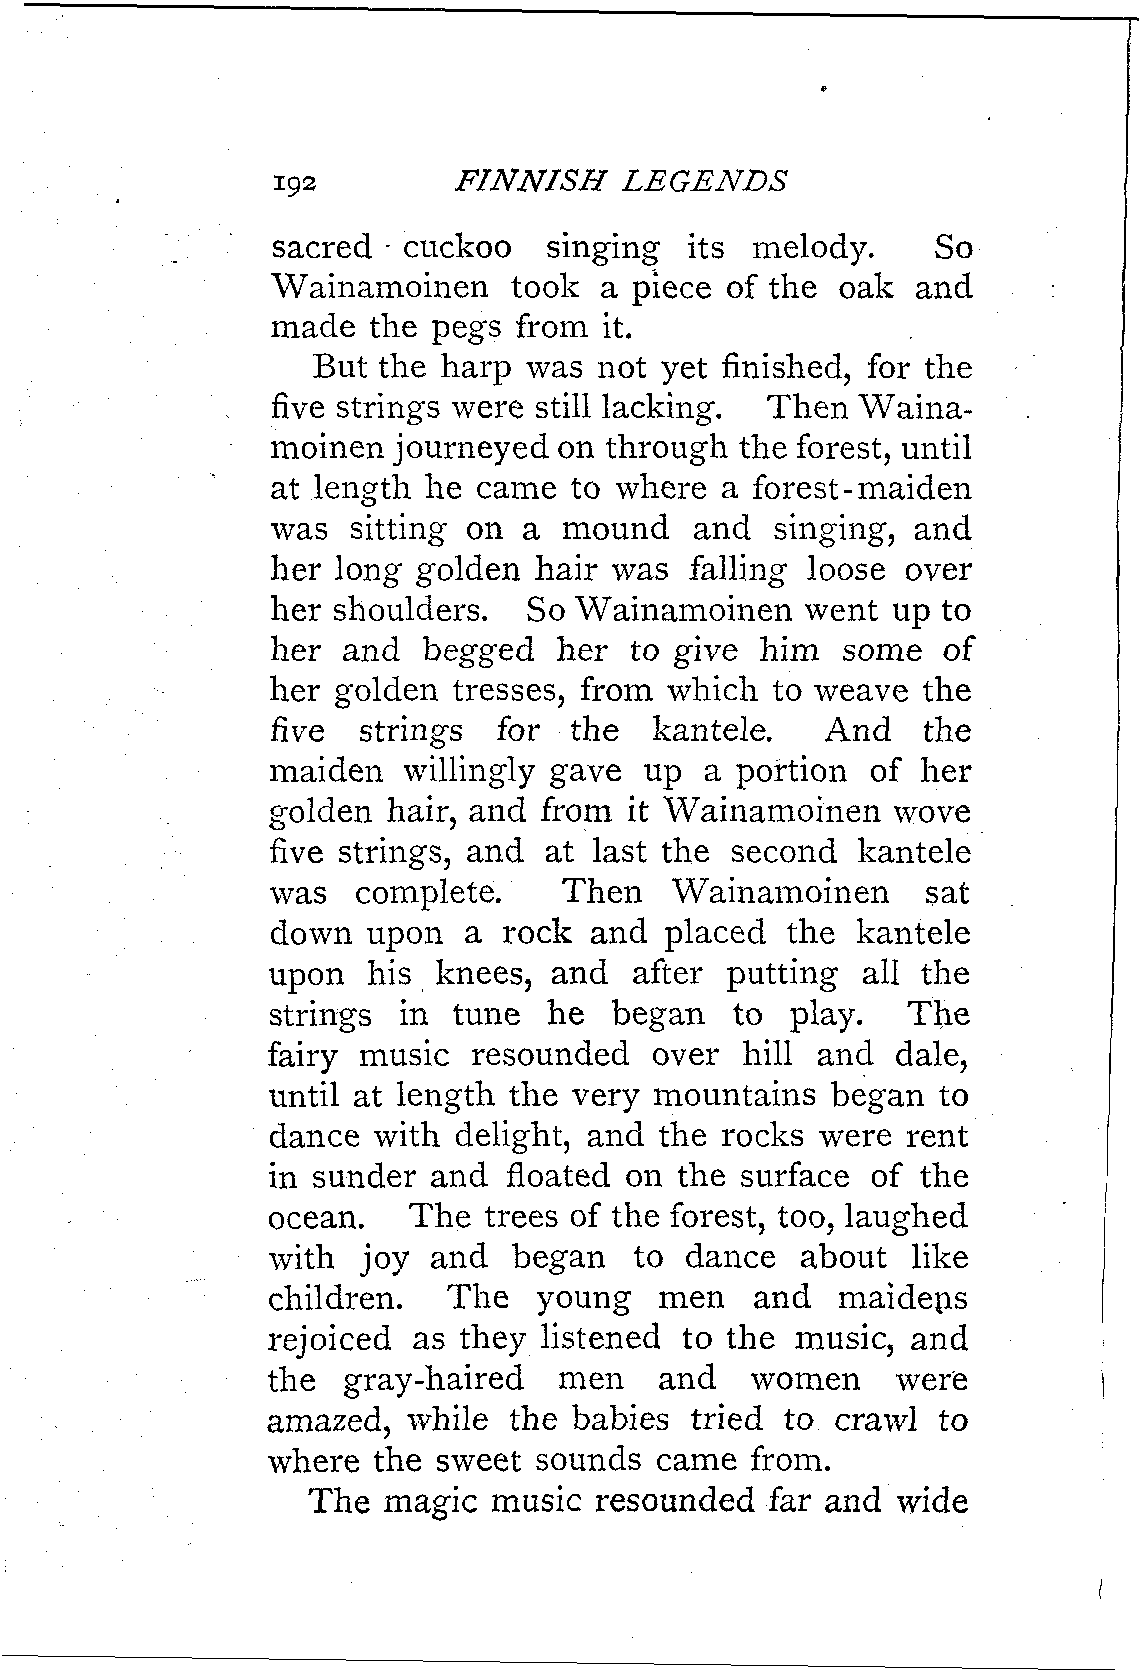 192 FINNISH LEGENDS
sacred cuckoo singing its melody. So
Wainamoinen took a piece of the oak and
made the pegs from it.
But the harp was not yet finished, for the
five strings were still lacking. Then Waina-
moinen journeyed on through the forest, until
at length he came to where a forest-maiden
was sitting on a mound and singing, and
her long golden hair was falling loose over
her shoulders. So Wainamoinen went up to
her and begged her to give him some of
her golden tresses, from which to weave the
five strings for the kantele. And the
maiden willingly gave up a portion of her
golden hair, and from it Wainamoinen wove
five strings, and at last the second kantele
was complete. Then Wainamoinen sat
down upon a rock and placed the kantele
upon his knees, and after putting all the
strings in tune he began to play. The
fairy music resounded over hill and dale,
until at length the very mountains began to
dance with delight, and the rocks were rent
in sunder and floated on the surface of the
ocean. The trees of the forest, too, laughed
with joy and began to dance about like
children. The young men and maidens
rejoiced as they listened to the music, and
the gray-haired men and women were
amazed, while the babies tried to crawl to
where the sweet sounds came from.
The magic music resounded far and wide